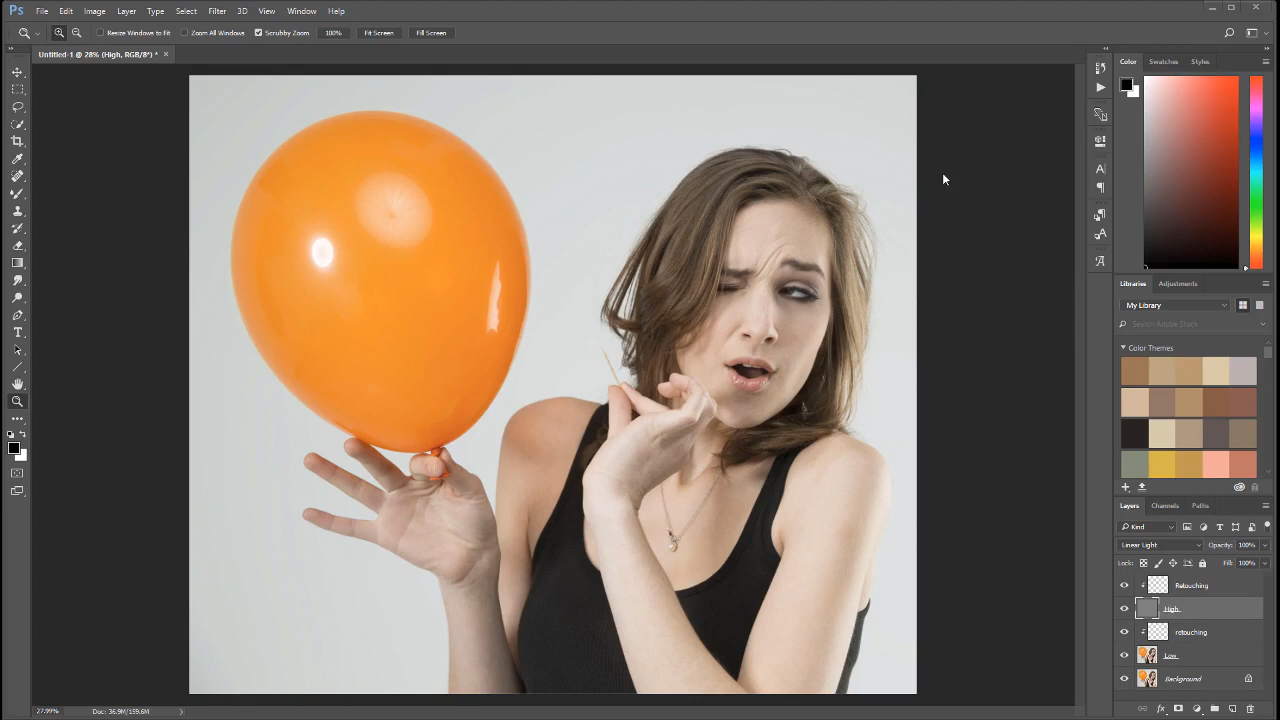 Ps File Edit Image Layer Type Select Filter 3D View Window Help
Resize Windows to Fit Zoom All Windows Scrubby Zoom 100% Fit Screen Fill Screen
Untitled-1 @ 28% (High, RGB/8*) * ×
Color Swatches Styles
Libraries Adjustments
My Library
Search Adobe Stock
Color Themes
Layers Channels Paths
Kind
Linear Light Opacity: 100%
Lock: Fill: 100%
Retouching
High
retouching
Low
Background
27.99% Doc: 36.9M/159.6M